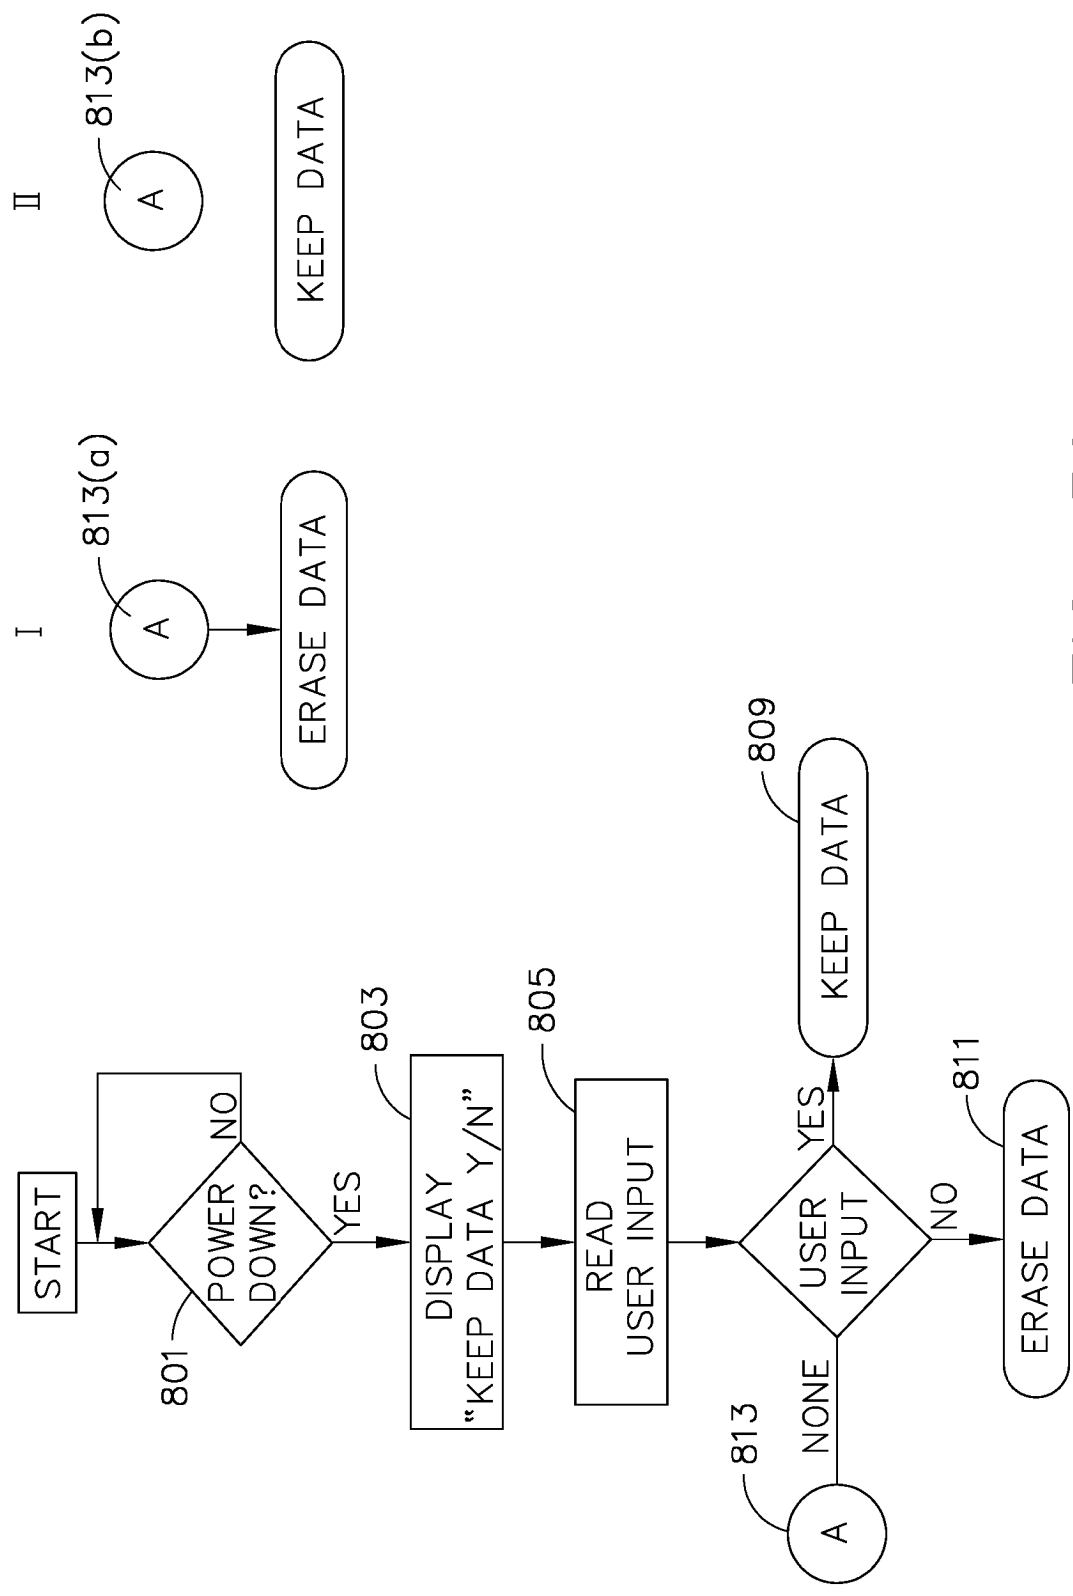 START
801
POWER
DOWN?
NO
YES
803
DISPLAY
"KEEP DATA Y/N"
805
READ
USER INPUT
USER
INPUT
YES
809
KEEP DATA
NO
811
ERASE DATA
NONE
813
A
I
813(a)
A
ERASE DATA
II
813(b)
A
KEEP DATA